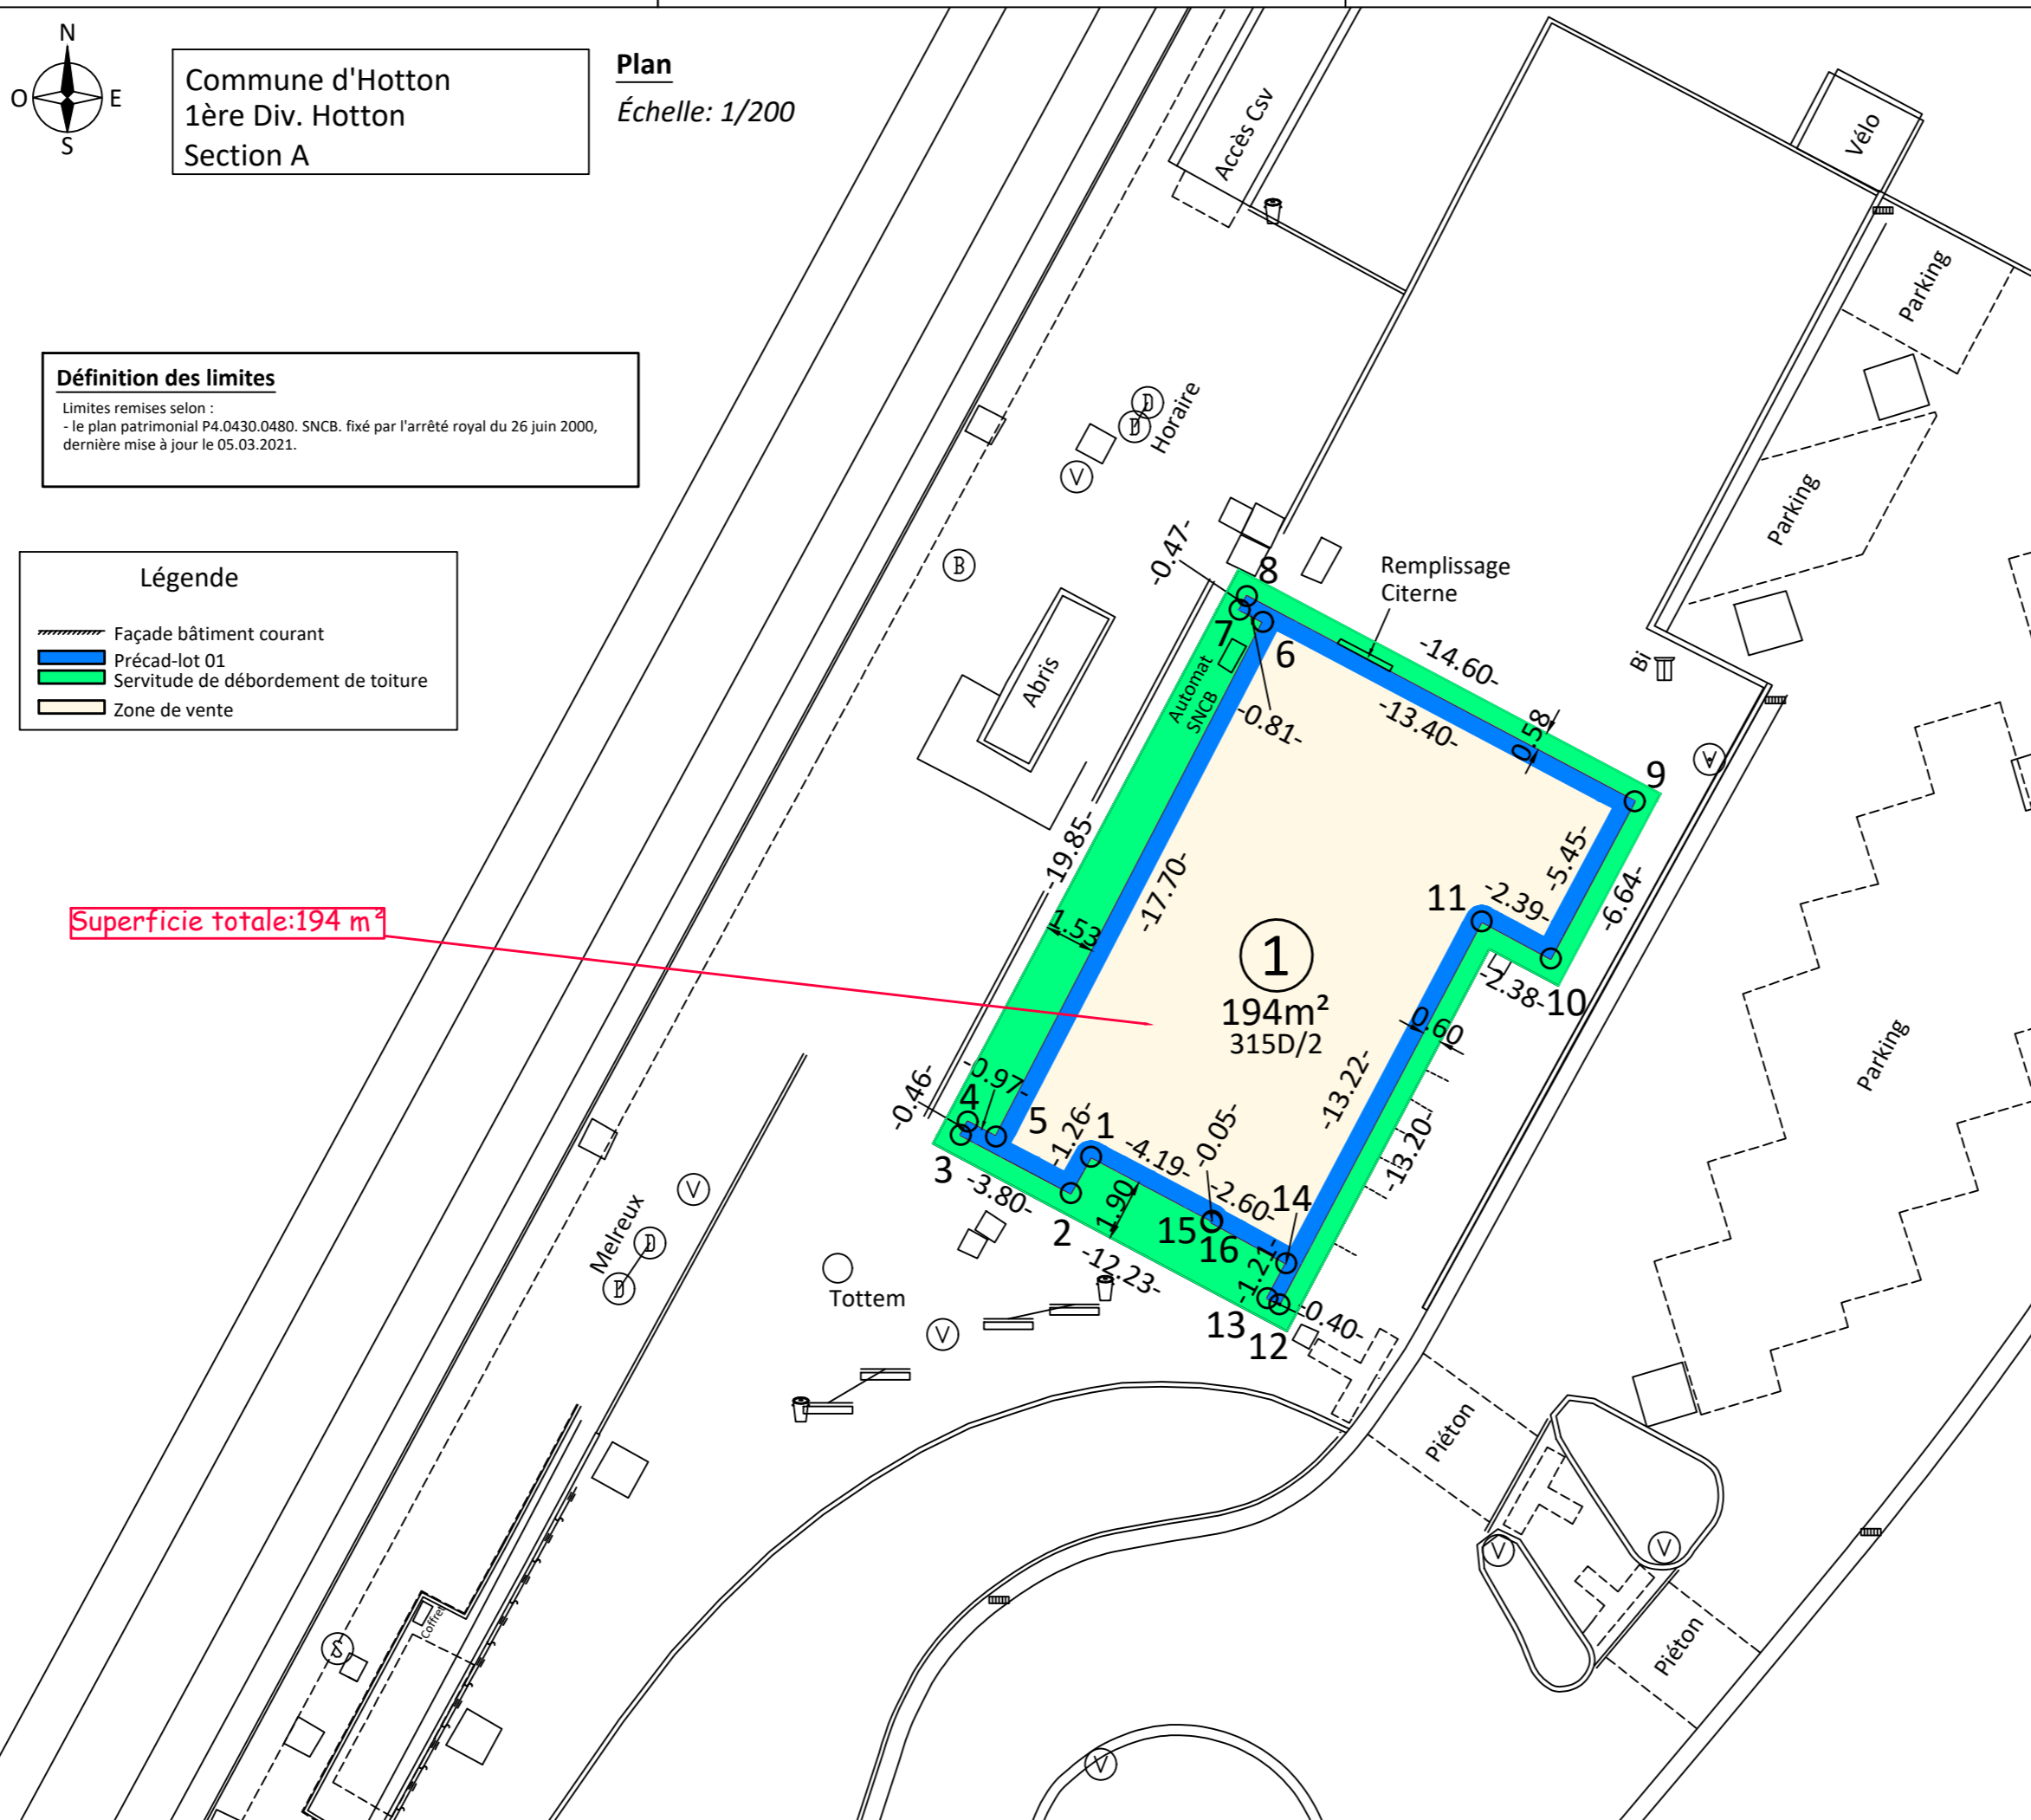 N
O
E
S
Commune d'Hotton
1ère Div. Hotton
Section A
Plan
Échelle: 1/200
Accès Csv
Vélo
Parking
Définition des limites
Limites remises selon :
- le plan patrimonial P4.0430.0480. SNCB. fixé par l'arrêté royal du 26 juin 2000,
dernière mise à jour le 05.03.2021.
D
D
Horaire
V
Parking
Légende
Façade bâtiment courant
Précad-lot 01
Servitude de débordement de toiture
Zone de vente
B
-0.47-
8
Remplissage
Citerne
7
6
-14.60-
Bi
Abris
Automat
SNCB
-0.81-
-13.40-
0.58
9
V
-19.85-
-17.70-
-5.45-
-6.64-
11
-2.39-
Superficie totale:194 m²
1.53
1
194m²
315D/2
-2.38-
10
0.60
Parking
-0.46-
-0.97-
4
5
3
-1.26-
1
-4.19-
-0.05-
-13.22-
-13.20-
-3.80-
2
1.90
-2.60-
14
15
16
-12.23-
-1.21-
13
12
-0.40-
Melreux
V
D
D
Tottem
V
Piéton
V
V
Coffret
S
Piéton
V